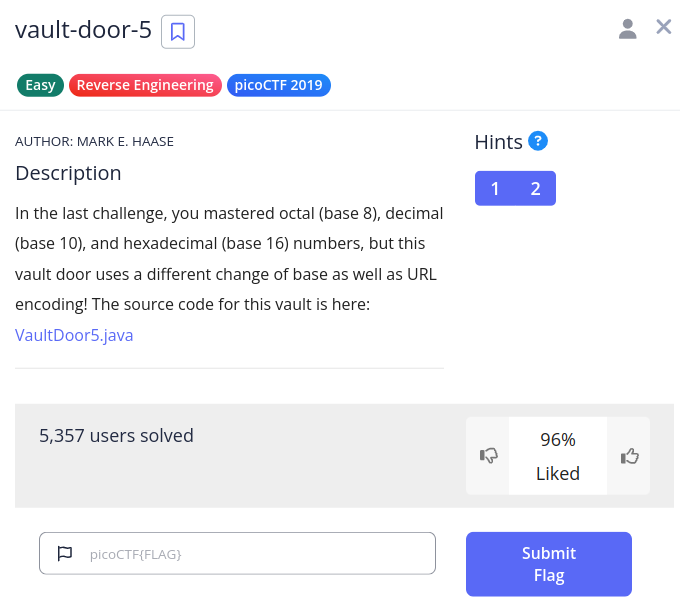 vault-door-5
Easy Reverse Engineering picoCTF 2019
AUTHOR: MARK E. HAASE
Description
In the last challenge, you mastered octal (base 8), decimal
(base 10), and hexadecimal (base 16) numbers, but this
vault door uses a different change of base as well as URL
encoding! The source code for this vault is here:
VaultDoor5.java
Hints ?
1 2
5,357 users solved
96%
Liked
picoCTF{FLAG}
Submit
Flag